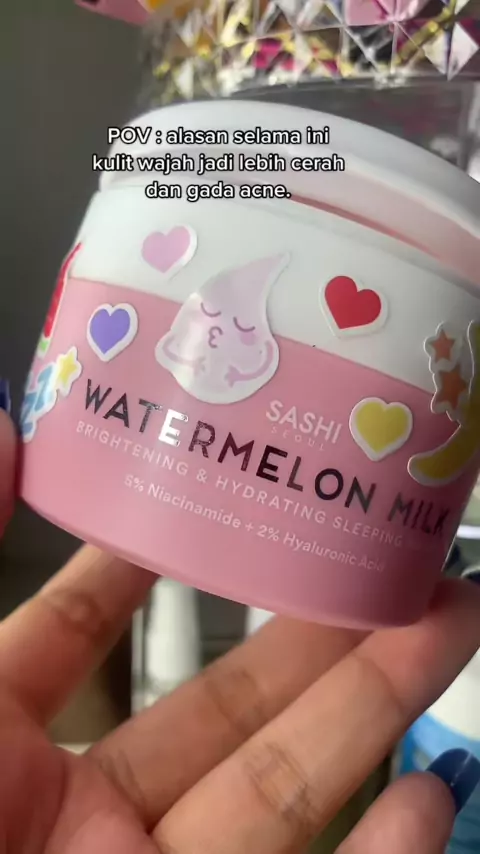 POV : alasan selama ini
kulit wajah jadi lebih cerah
dan gada acne.
SASHI
SEOUL
WATERMELON MILK
BRIGHTENING & HYDRATING SLEEPING
5% Niacinamide + 2% Hyaluronic Acid